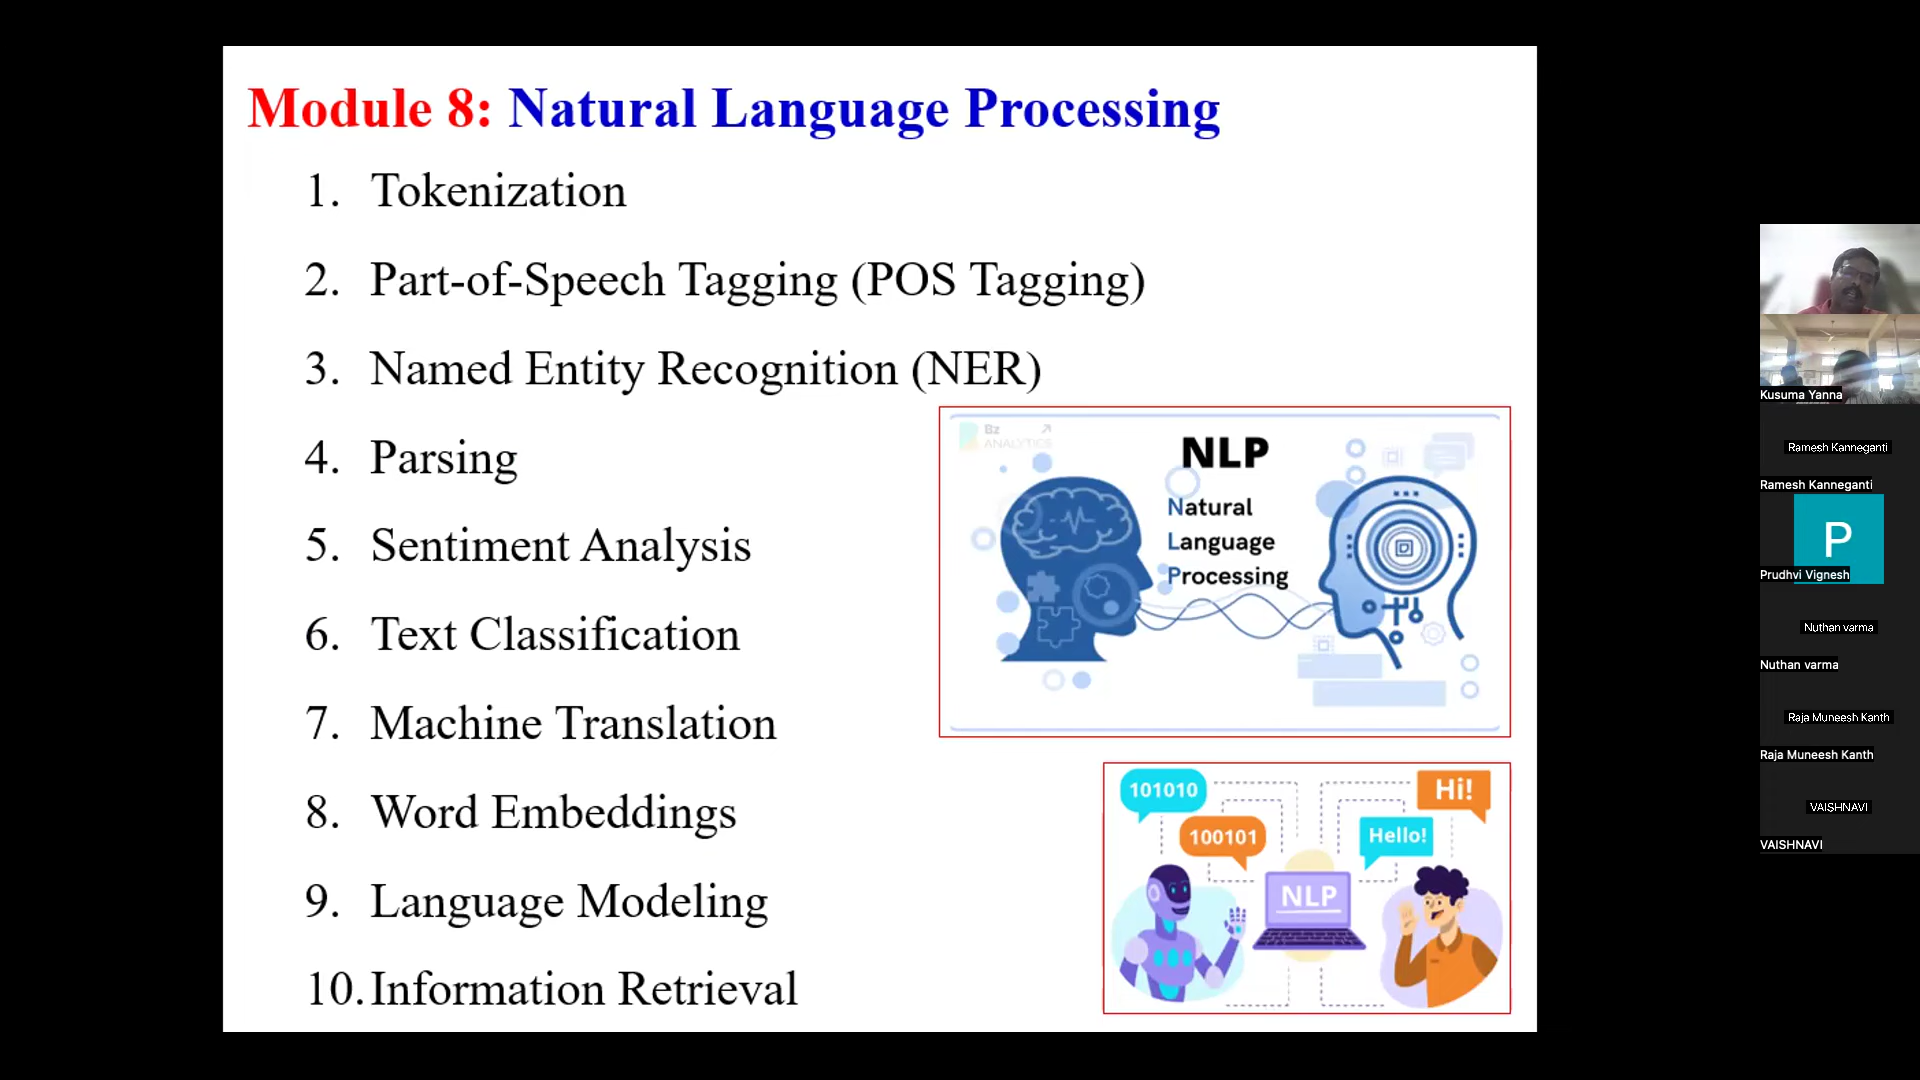 Module 8: Natural Language Processing
1. Tokenization
2. Part-of-Speech Tagging (POS Tagging)
3. Named Entity Recognition (NER)
4. Parsing
5. Sentiment Analysis
6. Text Classification
7. Machine Translation
8. Word Embeddings
9. Language Modeling
10. Information Retrieval
Bz
ANALYTICS
NLP
Natural
Language
Processing
101010
100101
Hi!
Hello!
NLP
Kusuma Yanna
Ramesh Kanneganti
Ramesh Kanneganti
P
Prudhvi Vignesh
Nuthan varma
Nuthan varma
Raja Muneesh Kanth
Raja Muneesh Kanth
VAISHNAVI
VAISHNAVI